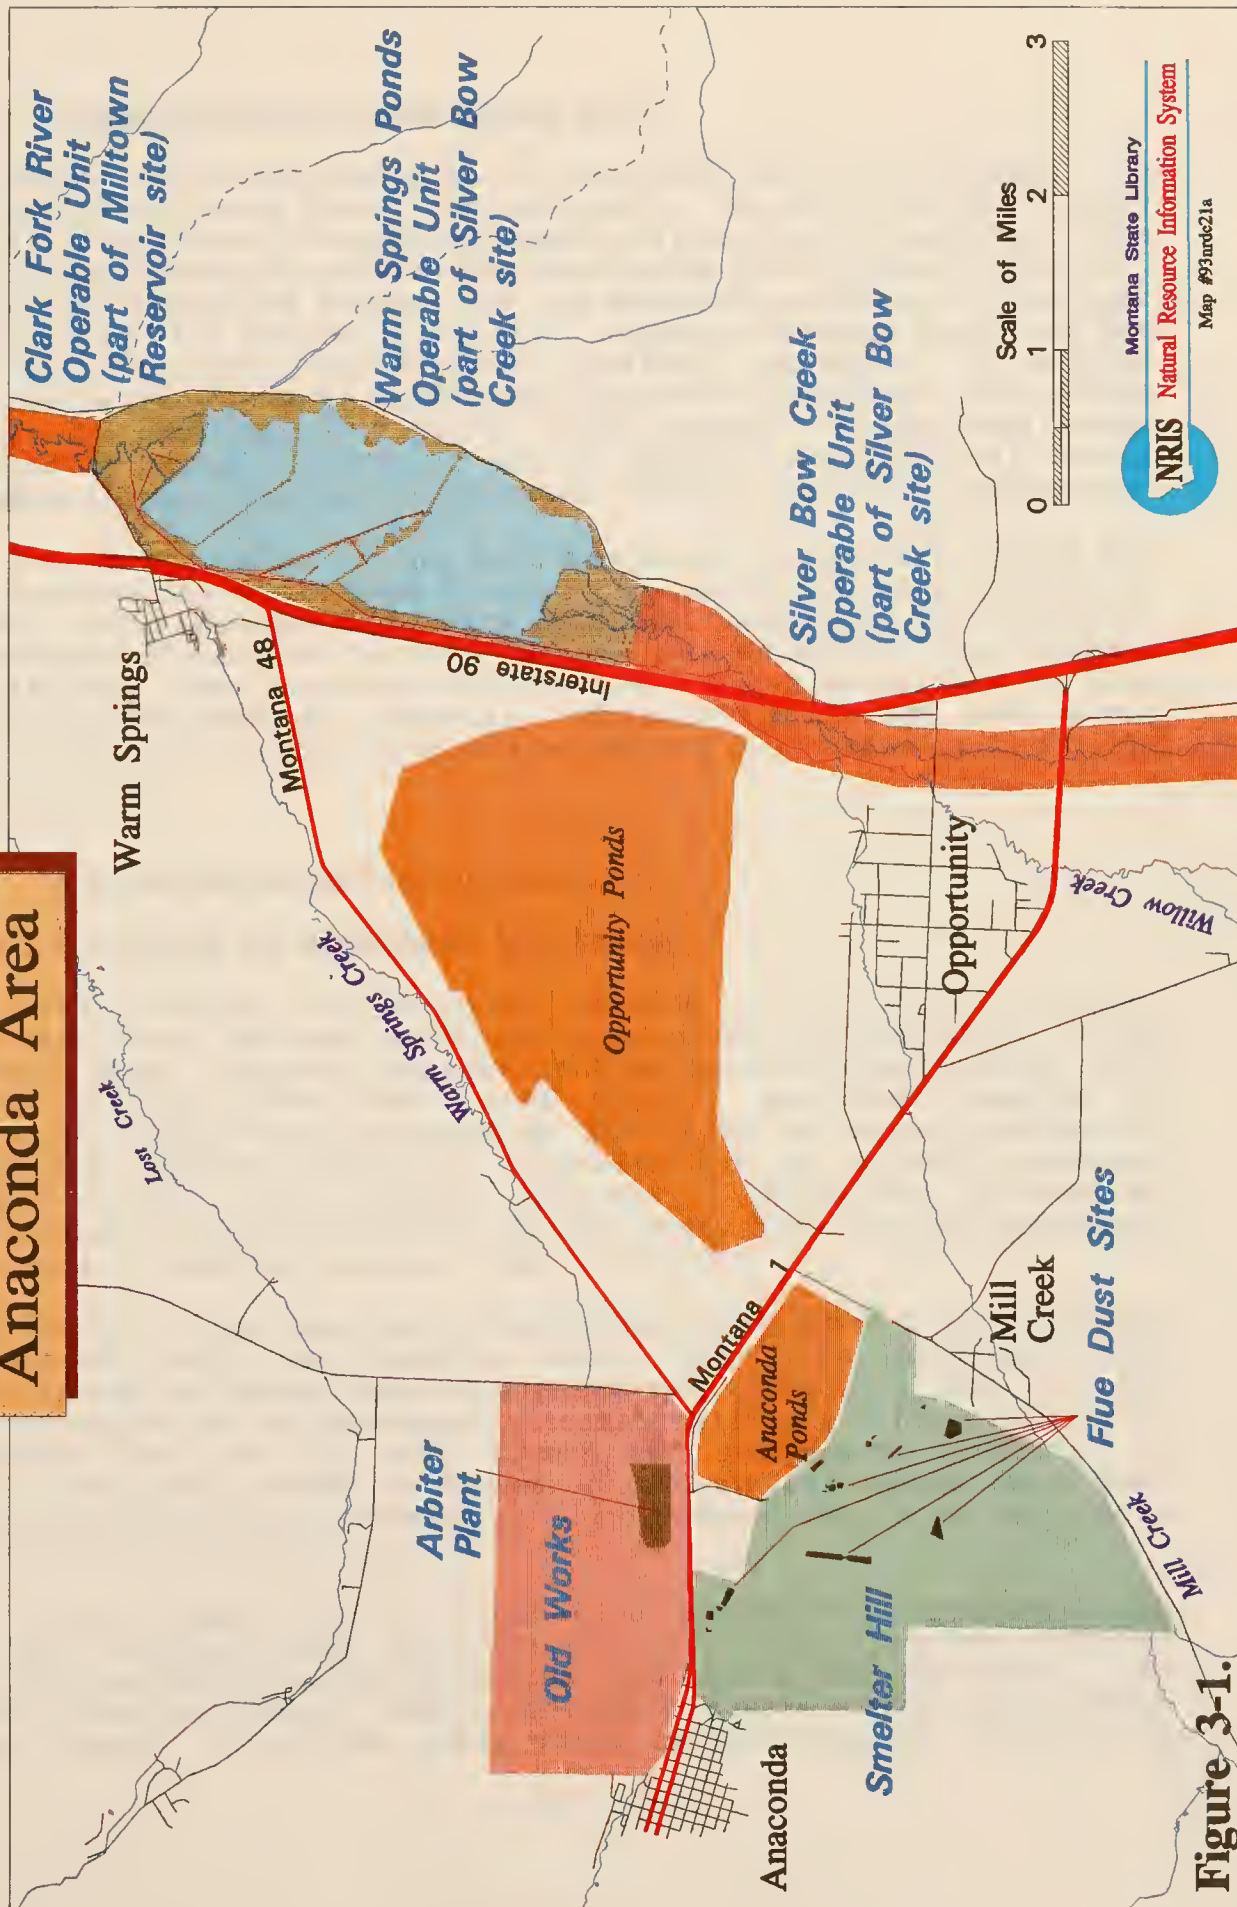 Anaconda Area
Clark Fork River
Operable Unit
(part of Milltown
Reservoir site)
Warm Springs Ponds
Operable Unit
(part of Silver Bow
Creek site)
Silver Bow Creek
Operable Unit
(part of Silver Bow
Creek site)
Warm Springs
Montana 48
Interstate 90
Lost Creek
Warm Springs Creek
Opportunity Ponds
Opportunity
Willow Creek
Arbiter
Plant
Old Works
Montana 1
Anaconda
Ponds
Mill
Creek
Flue Dust Sites
Smelter Hill
Mill Creek
Anaconda
Scale of Miles
0 1 2 3
Montana State Library
NRIS Natural Resource Information System
Map #93nrdc21a
Figure 3-1.